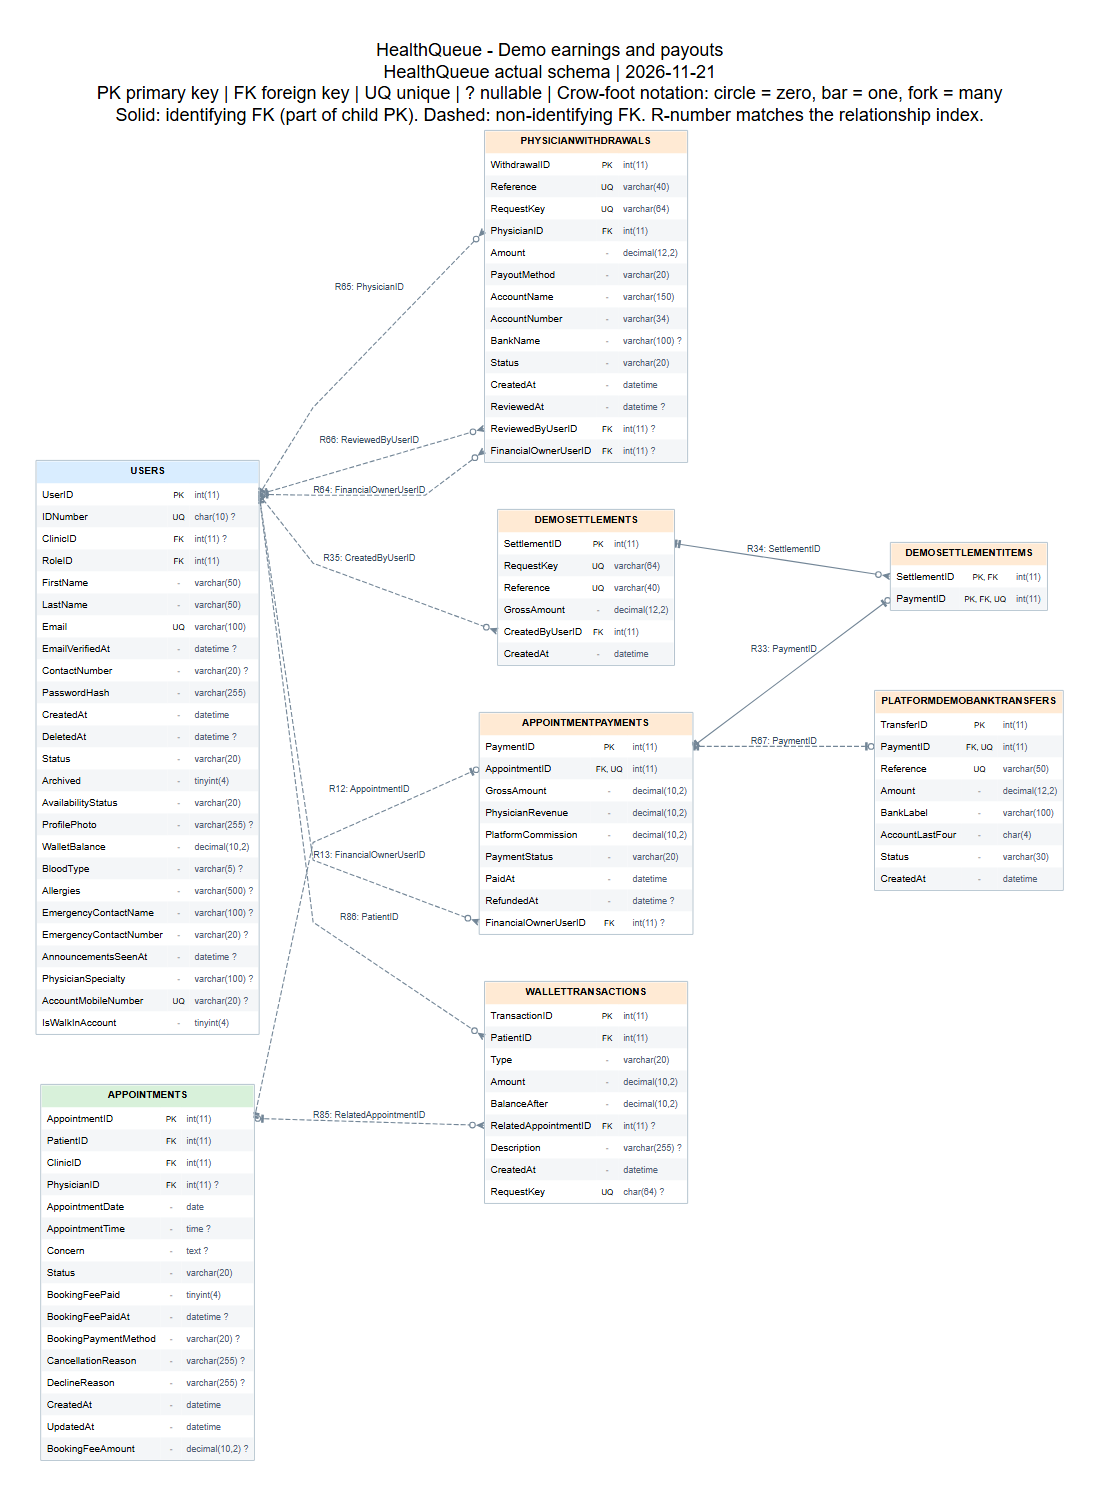 HealthQueue - Demo earnings and payouts
HealthQueue actual schema | 2026-11-21
PK primary key | FK foreign key | UQ unique | ? nullable | Crow-foot notation: circle = zero, bar = one, fork = many
Solid: identifying FK (part of child PK). Dashed: non-identifying FK. R-number matches the relationship index.
PHYSICIANWITHDRAWALS
WithdrawalID PK int(11)
Reference UQ varchar(40)
RequestKey UQ varchar(64)
PhysicianID FK int(11)
Amount - decimal(12,2)
PayoutMethod - varchar(20)
AccountName - varchar(150)
AccountNumber - varchar(34)
BankName - varchar(100) ?
Status - varchar(20)
CreatedAt - datetime
ReviewedAt - datetime ?
ReviewedByUserID FK int(11) ?
FinancialOwnerUserID FK int(11) ?
R65: PhysicianID
R66: ReviewedByUserID
R64: FinancialOwnerUserID
R35: CreatedByUserID
USERS
UserID PK int(11)
IDNumber UQ char(10) ?
ClinicID FK int(11) ?
RoleID FK int(11)
FirstName - varchar(50)
LastName - varchar(50)
Email UQ varchar(100)
EmailVerifiedAt - datetime ?
ContactNumber - varchar(20) ?
PasswordHash - varchar(255)
CreatedAt - datetime
DeletedAt - datetime ?
Status - varchar(20)
Archived - tinyint(4)
AvailabilityStatus - varchar(20)
ProfilePhoto - varchar(255) ?
WalletBalance - decimal(10,2)
BloodType - varchar(5) ?
Allergies - varchar(500) ?
EmergencyContactName - varchar(100) ?
EmergencyContactNumber - varchar(20) ?
AnnouncementsSeenAt - datetime ?
PhysicianSpecialty - varchar(100) ?
AccountMobileNumber UQ varchar(20) ?
IsWalkInAccount - tinyint(4)
DEMOSETTLEMENTS
SettlementID PK int(11)
RequestKey UQ varchar(64)
Reference UQ varchar(40)
GrossAmount - decimal(12,2)
CreatedByUserID FK int(11)
CreatedAt - datetime
R34: SettlementID
DEMOSETTLEMENTITEMS
SettlementID PK, FK int(11)
PaymentID PK, FK, UQ int(11)
R33: PaymentID
APPOINTMENTPAYMENTS
PaymentID PK int(11)
AppointmentID FK, UQ int(11)
GrossAmount - decimal(10,2)
PhysicianRevenue - decimal(10,2)
PlatformCommission - decimal(10,2)
PaymentStatus - varchar(20)
PaidAt - datetime
RefundedAt - datetime ?
FinancialOwnerUserID FK int(11) ?
R67: PaymentID
PLATFORMDEMOBANKTRANSFERS
TransferID PK int(11)
PaymentID FK, UQ int(11)
Reference UQ varchar(50)
Amount - decimal(12,2)
BankLabel - varchar(100)
AccountLastFour - char(4)
Status - varchar(30)
CreatedAt - datetime
R12: AppointmentID
R13: FinancialOwnerUserID
R86: PatientID
WALLETTRANSACTIONS
TransactionID PK int(11)
PatientID FK int(11)
Type - varchar(20)
Amount - decimal(10,2)
BalanceAfter - decimal(10,2)
RelatedAppointmentID FK int(11) ?
Description - varchar(255) ?
CreatedAt - datetime
RequestKey UQ char(64) ?
R85: RelatedAppointmentID
APPOINTMENTS
AppointmentID PK int(11)
PatientID FK int(11)
ClinicID FK int(11)
PhysicianID FK int(11) ?
AppointmentDate - date
AppointmentTime - time ?
Concern - text ?
Status - varchar(20)
BookingFeePaid - tinyint(4)
BookingFeePaidAt - datetime ?
BookingPaymentMethod - varchar(20) ?
CancellationReason - varchar(255) ?
DeclineReason - varchar(255) ?
CreatedAt - datetime
UpdatedAt - datetime
BookingFeeAmount - decimal(10,2) ?